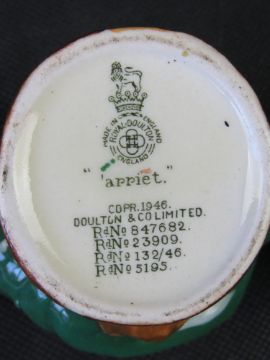 MADE IN ENGLAND
ROYAL DOULTON
ENGLAND
"'arriet."
COPR. 1946.
DOULTON & CO LIMITED.
Rd No 847682.
Rd No 23909.
Rd No 132/46.
Rd No 5195.